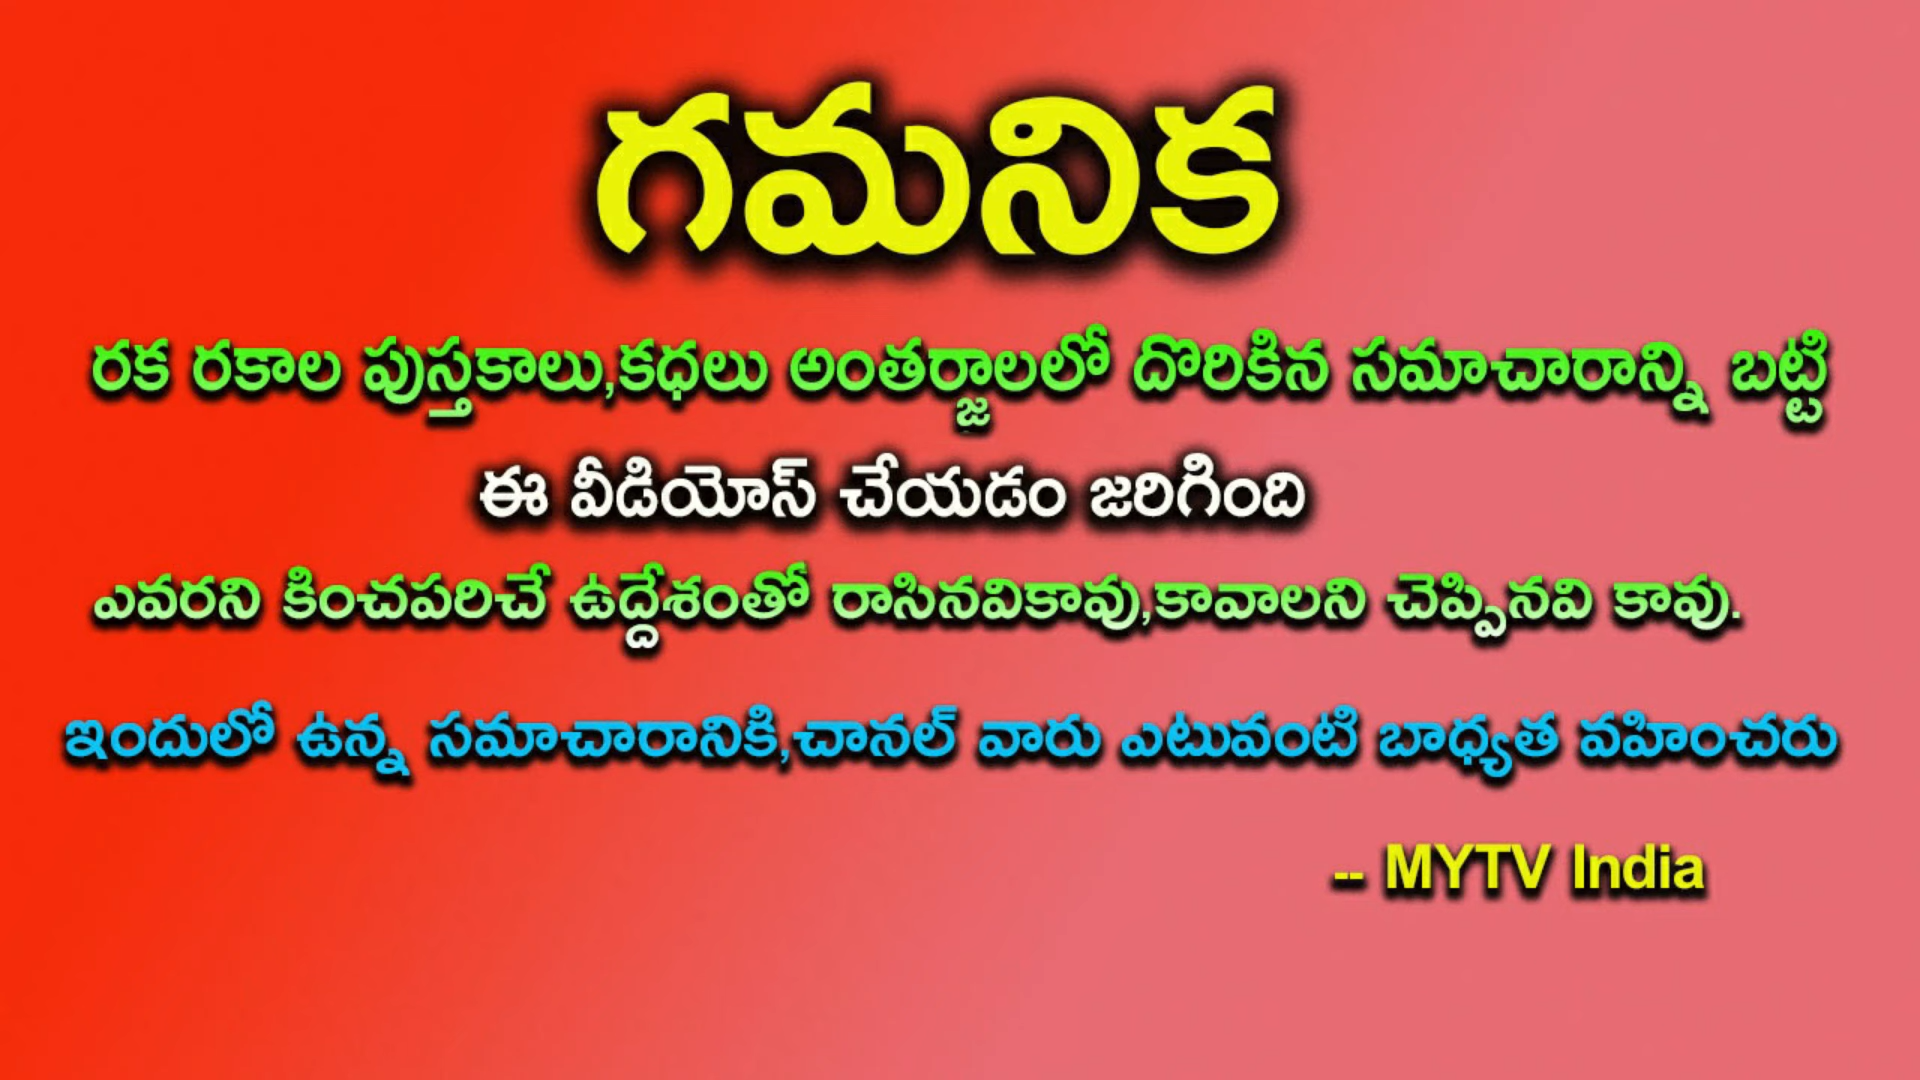 గమనిక
రక రకాల పుస్తకాలు,కధలు అంతర్జాలలో దొరికిన సమాచారాన్ని బట్టి
ఈ వీడియోస్ చేయడం జరిగింది
ఎవరని కించపరిచే ఉద్దేశంతో రాసినవికావు,కావాలని చెప్పినవి కావు.
ఇందులో ఉన్న సమాచారానికి,చానల్ వారు ఎటువంటి బాధ్యత వహించరు
-- MYTV India